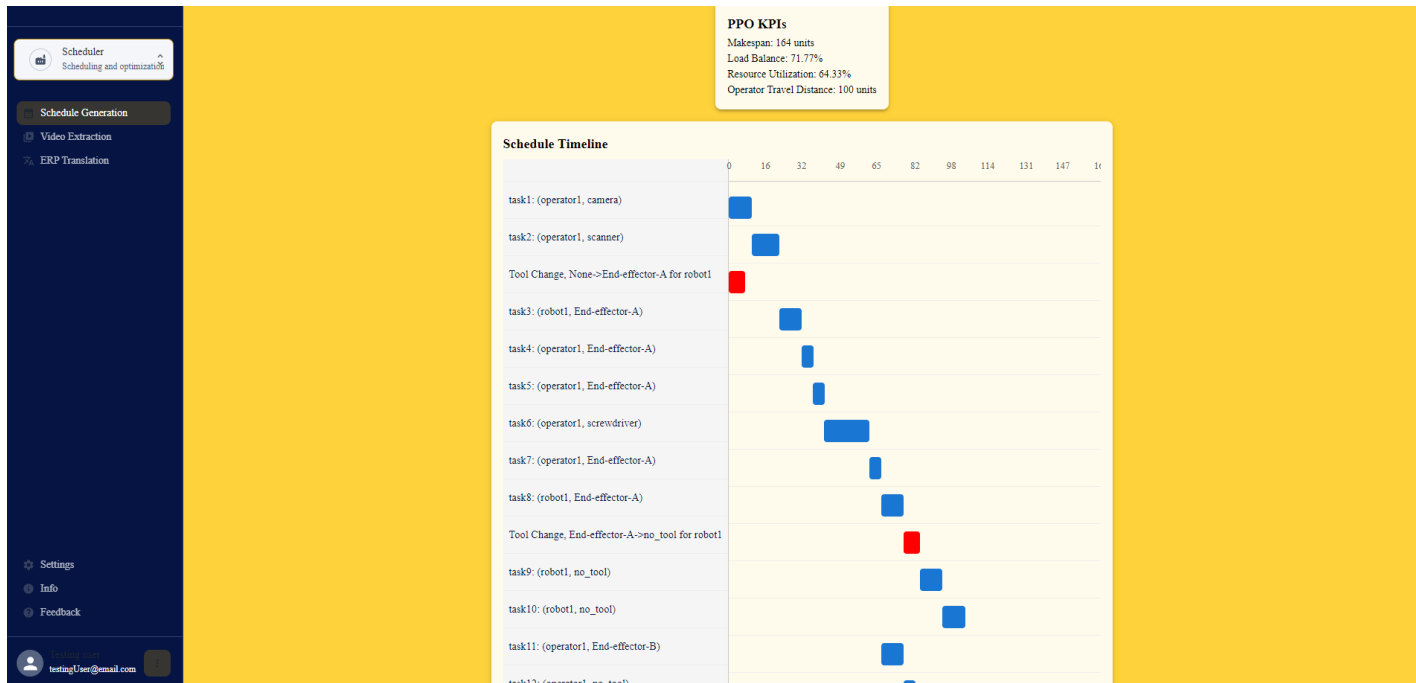 Scheduler
Scheduling and optimization
Schedule Generation
Video Extraction
ERP Translation
Settings
Info
Feedback
testingUser@email.com
PPO KPIs
Makespan: 164 units
Load Balance: 71.77%
Resource Utilization: 64.33%
Operator Travel Distance: 100 units
Schedule Timeline
0 16 32 49 65 82 98 114 131 147
task1: (operator1, camera)
task2: (operator1, scanner)
Tool Change, None->End-effector-A for robot1
task3: (robot1, End-effector-A)
task4: (operator1, End-effector-A)
task5: (operator1, End-effector-A)
task6: (operator1, screwdriver)
task7: (operator1, End-effector-A)
task8: (robot1, End-effector-A)
Tool Change, End-effector-A->no_tool for robot1
task9: (robot1, no_tool)
task10: (robot1, no_tool)
task11: (operator1, End-effector-B)
task12: (operator1, no_tool)